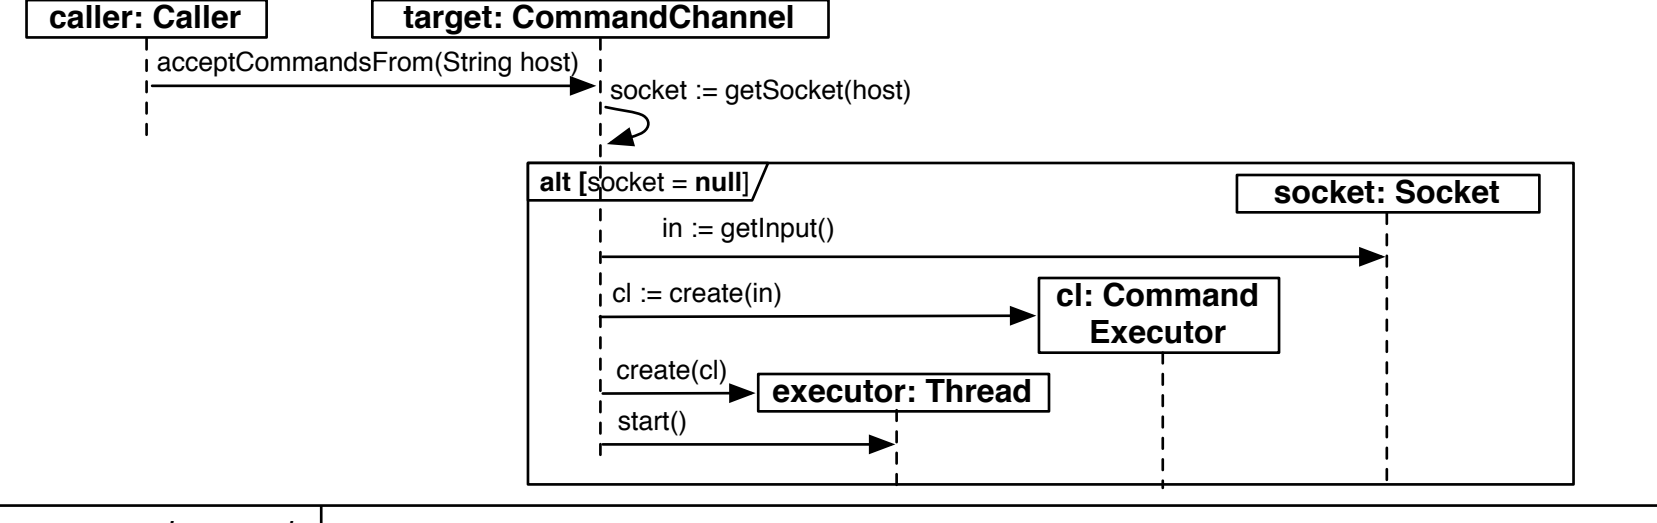 caller: Caller
target: CommandChannel
acceptCommandsFrom(String host)
socket := getSocket(host)
alt [socket = null]
socket: Socket
in := getInput()
cl := create(in)
cl: Command
Executor
create(cl)
executor: Thread
start()